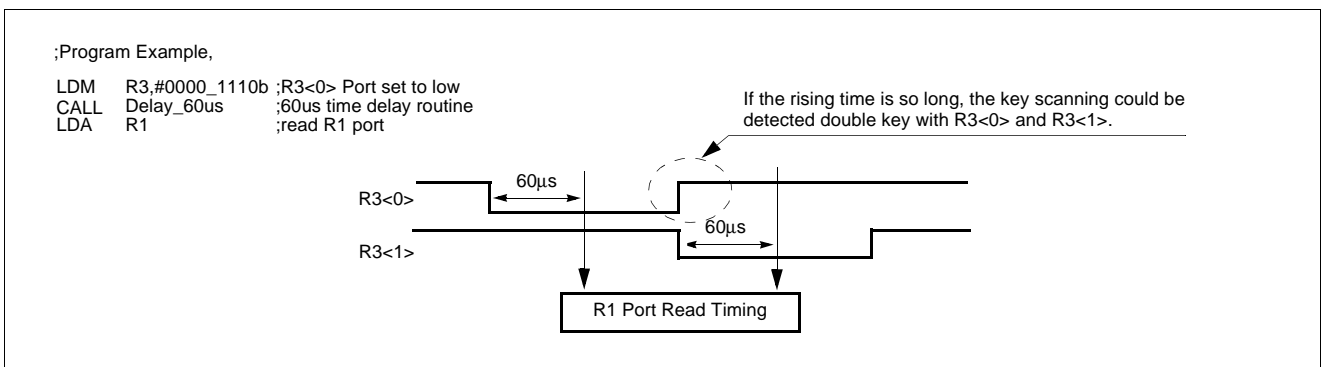 ;Program Example,
LDM R3,#0000_1110b ;R3<0> Port set to low
CALL Delay_60us ;60us time delay routine
LDA R1 ;read R1 port
If the rising time is so long, the key scanning could be
detected double key with R3<0> and R3<1>.
60μs
R3<0>
60μs
R3<1>
R1 Port Read Timing